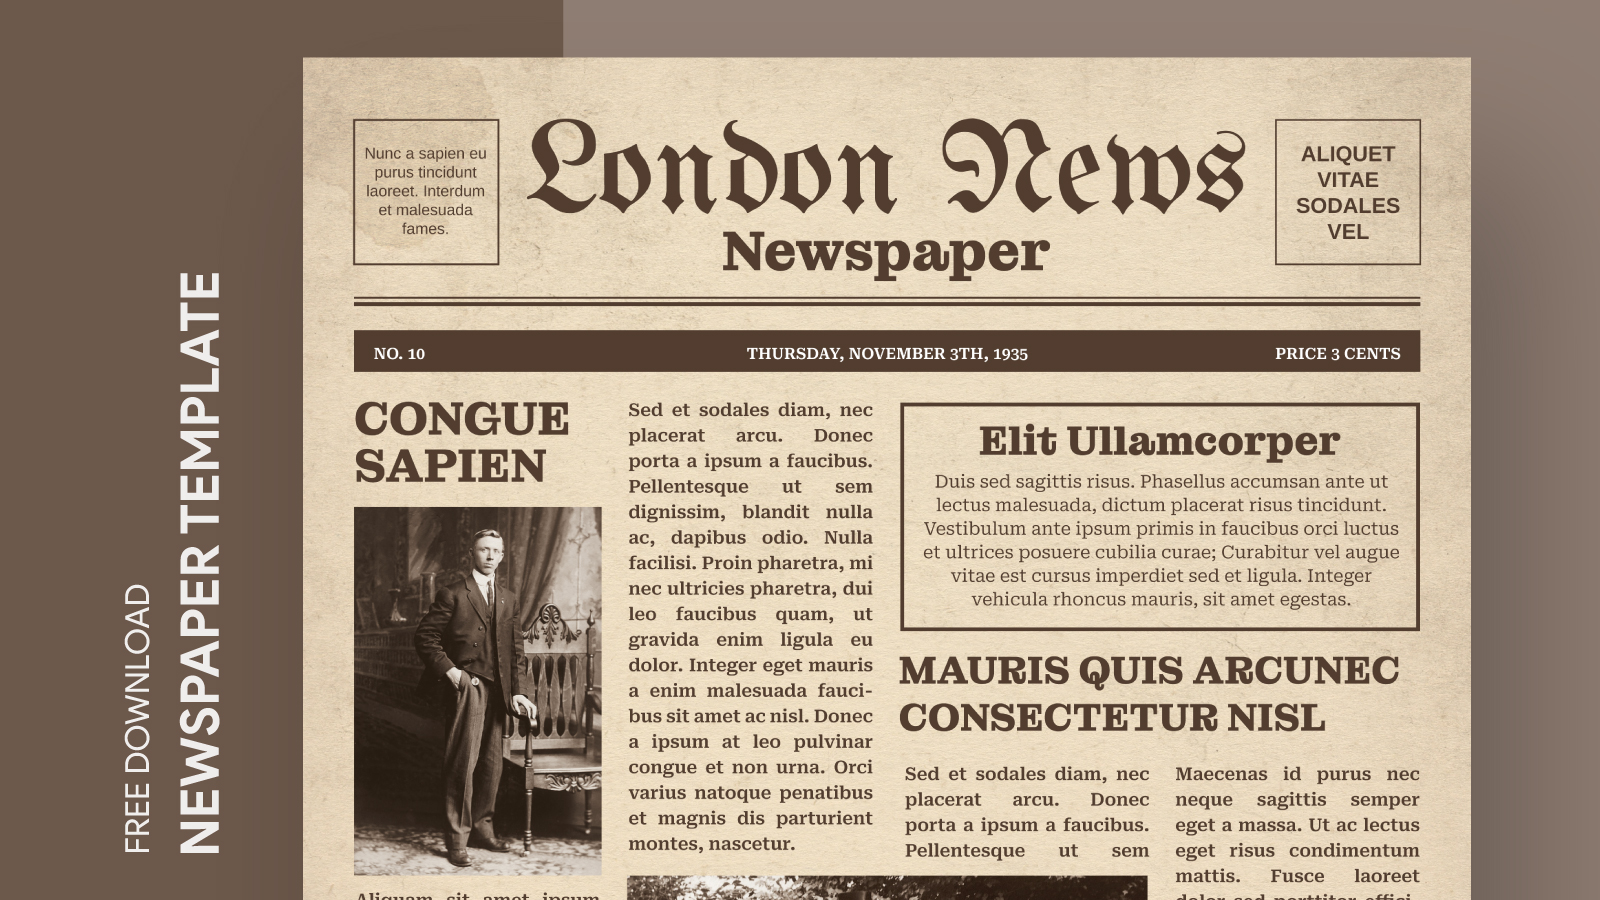 FREE DOWNLOAD
NEWSPAPER TEMPLATE
Nunc a sapien eu
purus tincidunt
laoreet. Interdum
et malesuada
fames.
London News
Newspaper
ALIQUET
VITAE
SODALES
VEL
NO. 10
THURSDAY, NOVEMBER 3TH, 1935
PRICE 3 CENTS
CONGUE
SAPIEN
Aliquam sit amet ipsum
Sed et sodales diam, nec
placerat arcu. Donec
porta a ipsum a faucibus.
Pellentesque ut sem
dignissim, blandit nulla
ac, dapibus odio. Nulla
facilisi. Proin pharetra, mi
nec ultricies pharetra, dui
leo faucibus quam, ut
gravida enim ligula eu
dolor. Integer eget mauris
a enim malesuada fauci-
bus sit amet ac nisl. Donec
a ipsum at leo pulvinar
congue et non urna. Orci
varius natoque penatibus
et magnis dis parturient
montes, nascetur.
Elit Ullamcorper
Duis sed sagittis risus. Phasellus accumsan ante ut
lectus malesuada, dictum placerat risus tincidunt.
Vestibulum ante ipsum primis in faucibus orci luctus
et ultrices posuere cubilia curae; Curabitur vel augue
vitae est cursus imperdiet sed et ligula. Integer
vehicula rhoncus mauris, sit amet egestas.
MAURIS QUIS ARCUNEC
CONSECTETUR NISL
Sed et sodales diam, nec
placerat arcu. Donec
porta a ipsum a faucibus.
Pellentesque ut sem
Maecenas id purus nec
neque sagittis semper
eget a massa. Ut ac lectus
eget risus condimentum
mattis. Fusce laoreet
dolor sed porttitor effici-